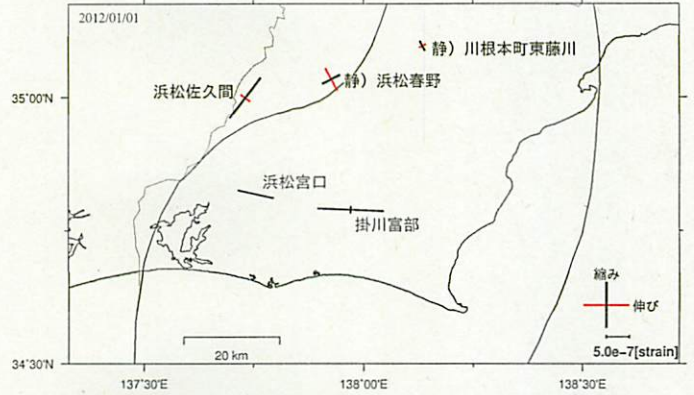 2012/01/01
静）川根本町東藤川
静）浜松春野
浜松佐久間
35°00'N
浜松宮口
掛川富部
縮み
伸び
5.0e-7[strain]
20 km
34°30'N
137°30'E
138°00'E
138°30'E